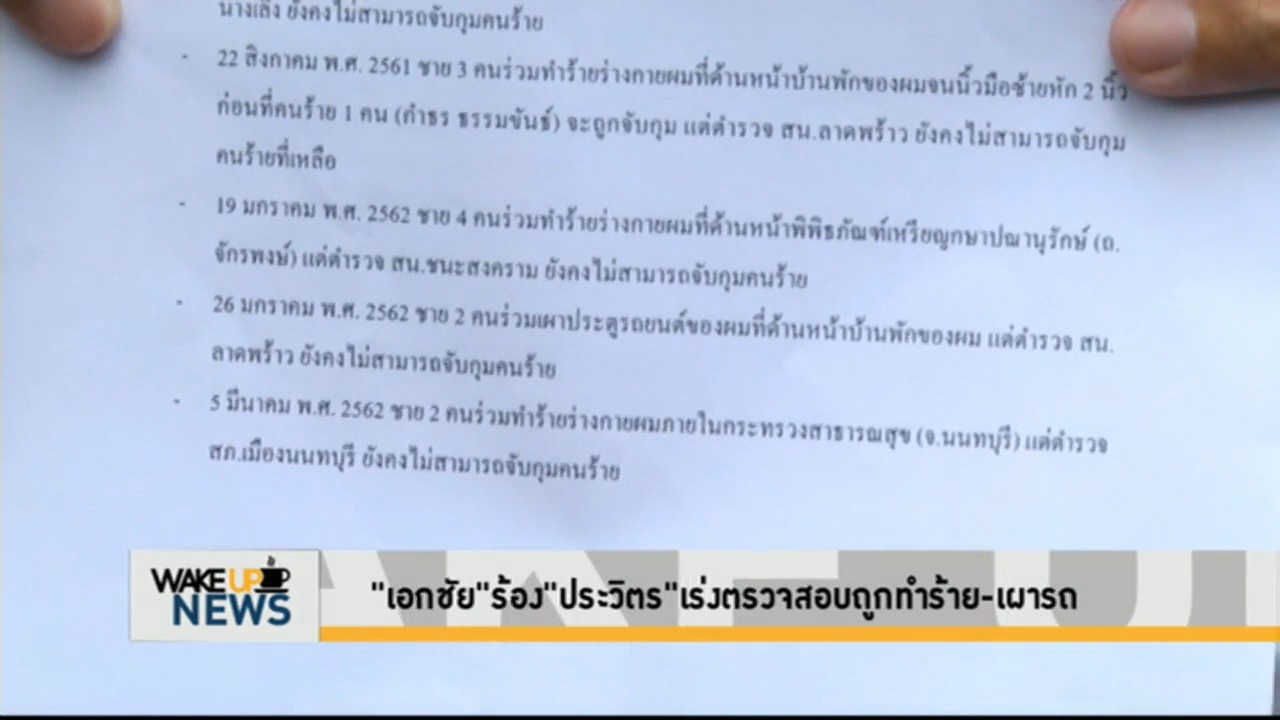 นางเลิ้ง ยังคงไม่สามารถจับกุมคนร้าย
- 22 สิงกาคม พ.ศ. 2561 ชาย 3 คนร่วมทำร้ายร่างกายผมที่ด้านหน้าบ้านพักของผมจนนิ้วมือซ้ายหัก 2 นิ้ว
ก่อนที่คนร้าย 1 คน (กำธร ธรรมขันธ์) จะถูกจับกุม แต่ตำรวจ สน.ลาดพร้าว ยังคงไม่สามารถจับกุม
คนร้ายที่เหลือ
- 19 มกราคม พ.ศ. 2562 ชาย 4 คนร่วมทำร้ายร่างกายผมที่ด้านหน้าพิพิธภัณฑ์เหรียญกษาปณานุรักษ์ (ถ.
จักรพงษ์) แต่ตำรวจ สน.ชนะสงคราม ยังคงไม่สามารถจับกุมคนร้าย
- 26 มกราคม พ.ศ. 2562 ชาย 2 คนร่วมเผาประตูรถยนต์ของผมที่ด้านหน้าบ้านพักของผม แต่ตำรวจ สน.
ลาดพร้าว ยังคงไม่สามารถจับกุมคนร้าย
- 5 มีนาคม พ.ศ. 2562 ชาย 2 คนร่วมทำร้ายร่างกายผมภายในกระทรวงสาธารณสุข (จ.นนทบุรี) แต่ตำรวจ
สภ.เมืองนนทบุรี ยังคงไม่สามารถจับกุมคนร้าย
WAKE UP
NEWS
"เอกชัย"ร้อง"ประวิตร"เร่งตรวจสอบถูกทำร้าย-เผารถ